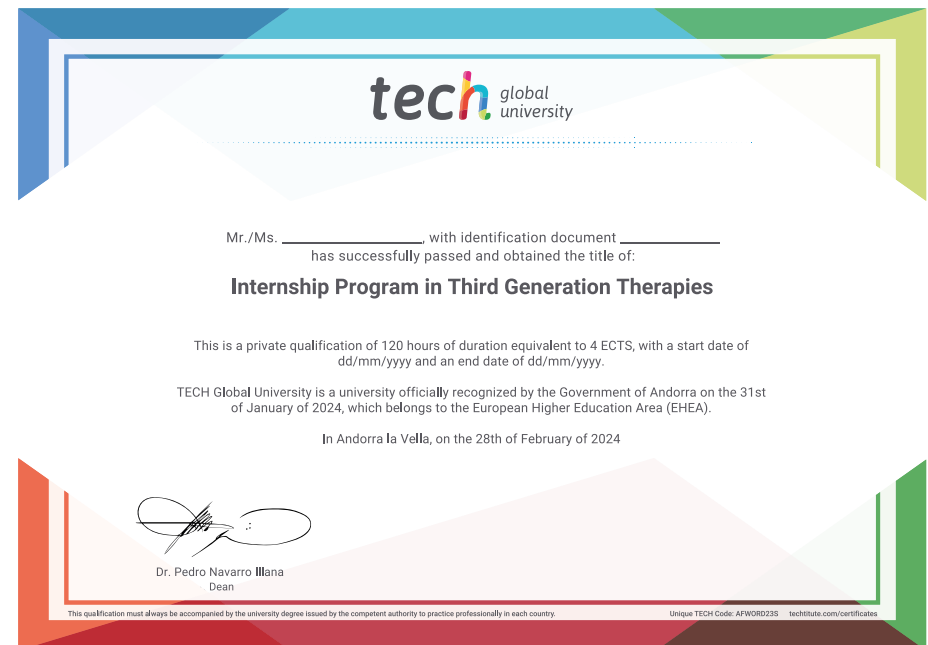 tech global
university
Mr./Ms. ____________, with identification document ____________
has successfully passed and obtained the title of:
Internship Program in Third Generation Therapies
This is a private qualification of 120 hours of duration equivalent to 4 ECTS, with a start date of
dd/mm/yyyy and an end date of dd/mm/yyyy.
TECH Global University is a university officially recognized by the Government of Andorra on the 31st
of January of 2024, which belongs to the European Higher Education Area (EHEA).
In Andorra la Vella, on the 28th of February of 2024
Dr. Pedro Navarro Illana
Dean
This qualification must always be accompanied by the university degree issued by the competent authority to practice professionally in each country. Unique TECH Code: AFWORD23S techtitute.com/certificates